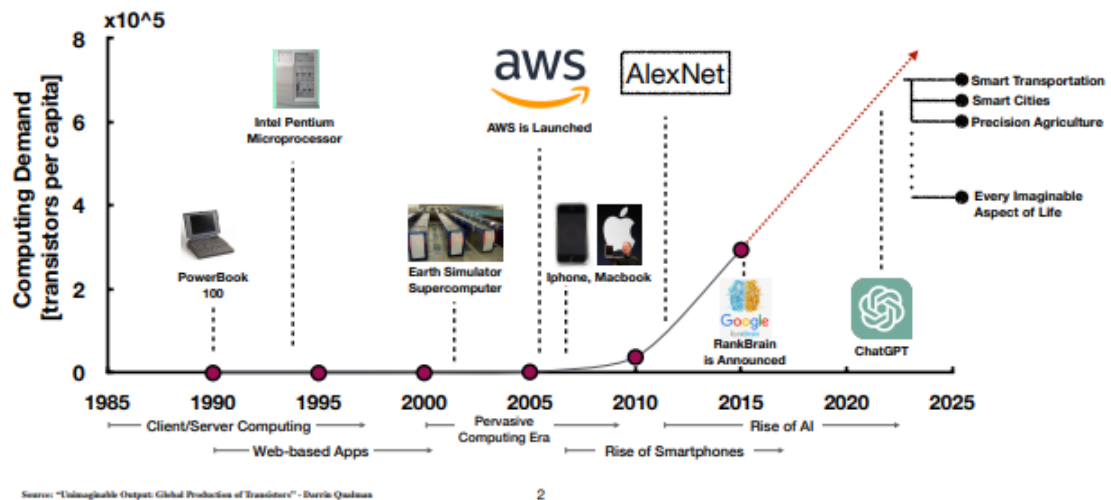 x10^5
Computing Demand
[transistors per capita]
8
6
4
2
0
1985
1990
1995
2000
2005
2010
2015
2020
2025
PowerBook
100
Intel Pentium
Microprocessor
Earth Simulator
Supercomputer
aws
AWS is Launched
Iphone, Macbook
AlexNet
Google
RankBrain
is Announced
ChatGPT
Smart Transportation
Smart Cities
Precision Agriculture
Every Imaginable
Aspect of Life
Client/Server Computing
Web-based Apps
Pervasive
Computing Era
Rise of Smartphones
Rise of AI
Source: "Unimaginable Output: Global Production of Transistors" - Darrin Qualman
2